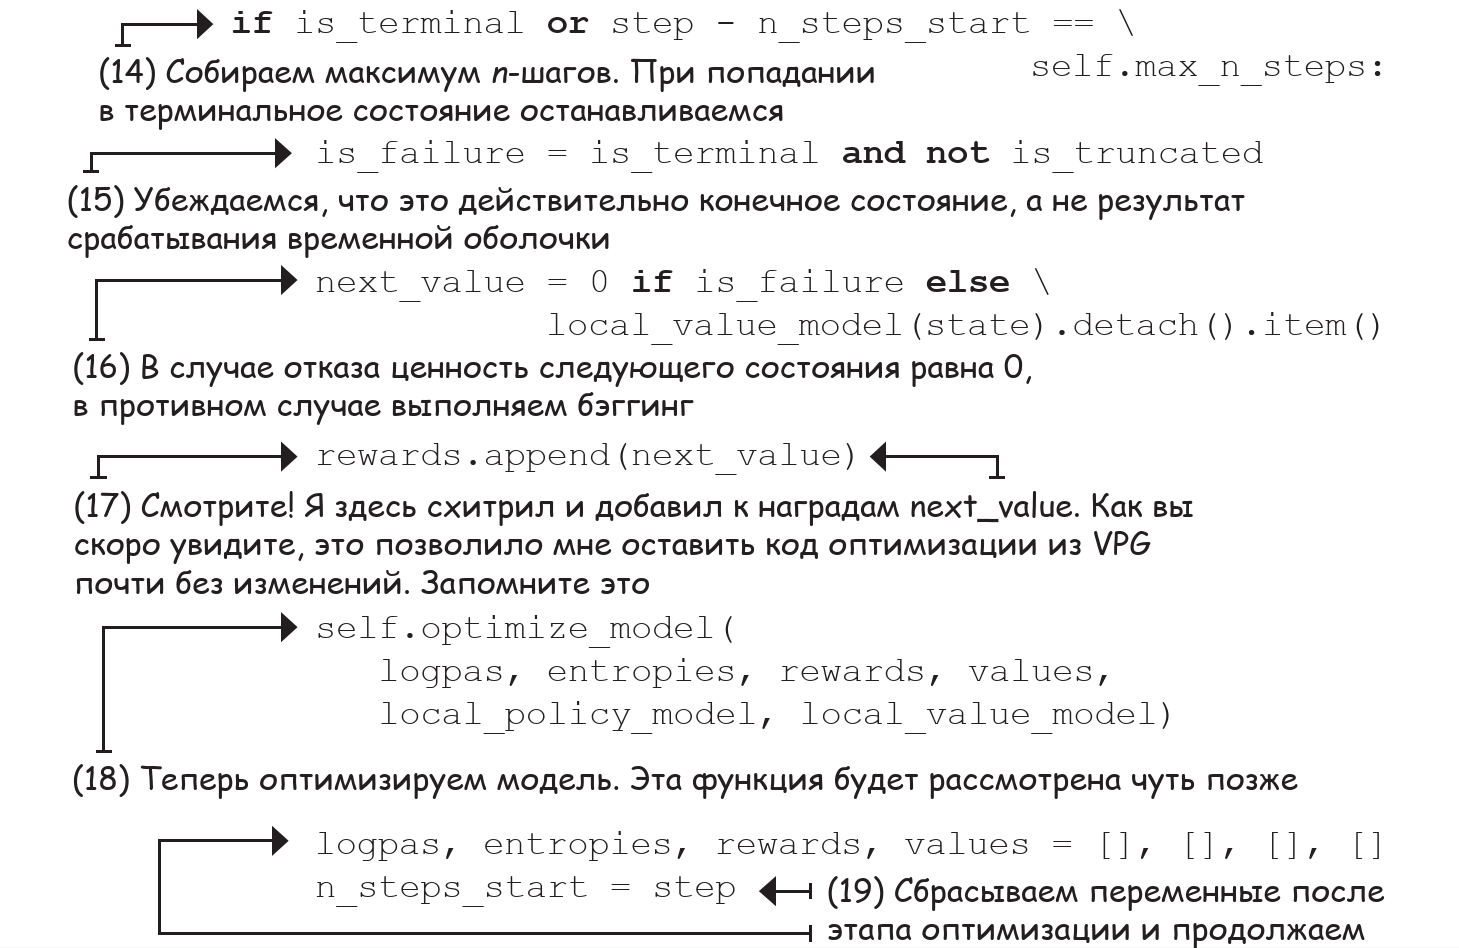 if is_terminal or step - n_steps_start == \
self.max_n_steps:
(14) Собираем максимум n-шагов. При попадании
в терминальное состояние останавливаемся
is_failure = is_terminal and not is_truncated
(15) Убеждаемся, что это действительно конечное состояние, а не результат
срабатывания временной оболочки
next_value = 0 if is_failure else \
local_value_model(state).detach().item()
(16) В случае отказа ценность следующего состояния равна 0,
в противном случае выполняем бэггинг
rewards.append(next_value)
(17) Смотрите! Я здесь схитрил и добавил к наградам next_value. Как вы
скоро увидите, это позволило мне оставить код оптимизации из VPG
почти без изменений. Запомните это
self.optimize_model(
logpas, entropies, rewards, values,
local_policy_model, local_value_model)
(18) Теперь оптимизируем модель. Эта функция будет рассмотрена чуть позже
logpas, entropies, rewards, values = [], [], [], []
n_steps_start = step
(19) Сбрасываем переменные после
этапа оптимизации и продолжаем